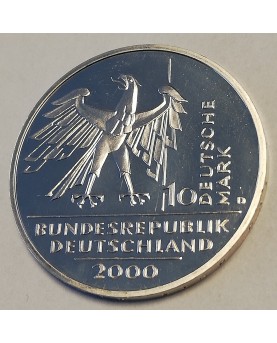 10
DEUTSCHE
MARK
D
BUNDESREPUBLIK
DEUTSCHLAND
2000